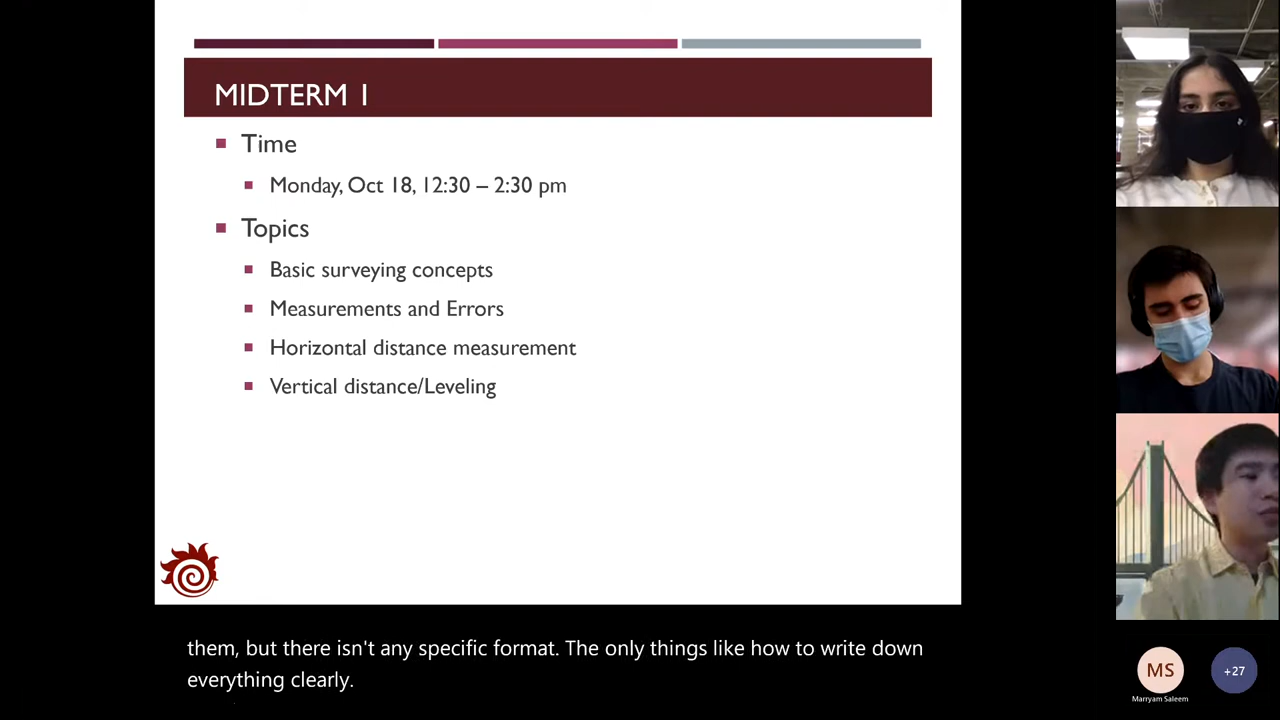 MIDTERM 1
Time
Monday, Oct 18, 12:30 – 2:30 pm
Topics
Basic surveying concepts
Measurements and Errors
Horizontal distance measurement
Vertical distance/Leveling
them, but there isn't any specific format. The only things like how to write down
everything clearly.
MS
+27
Marryam Saleem